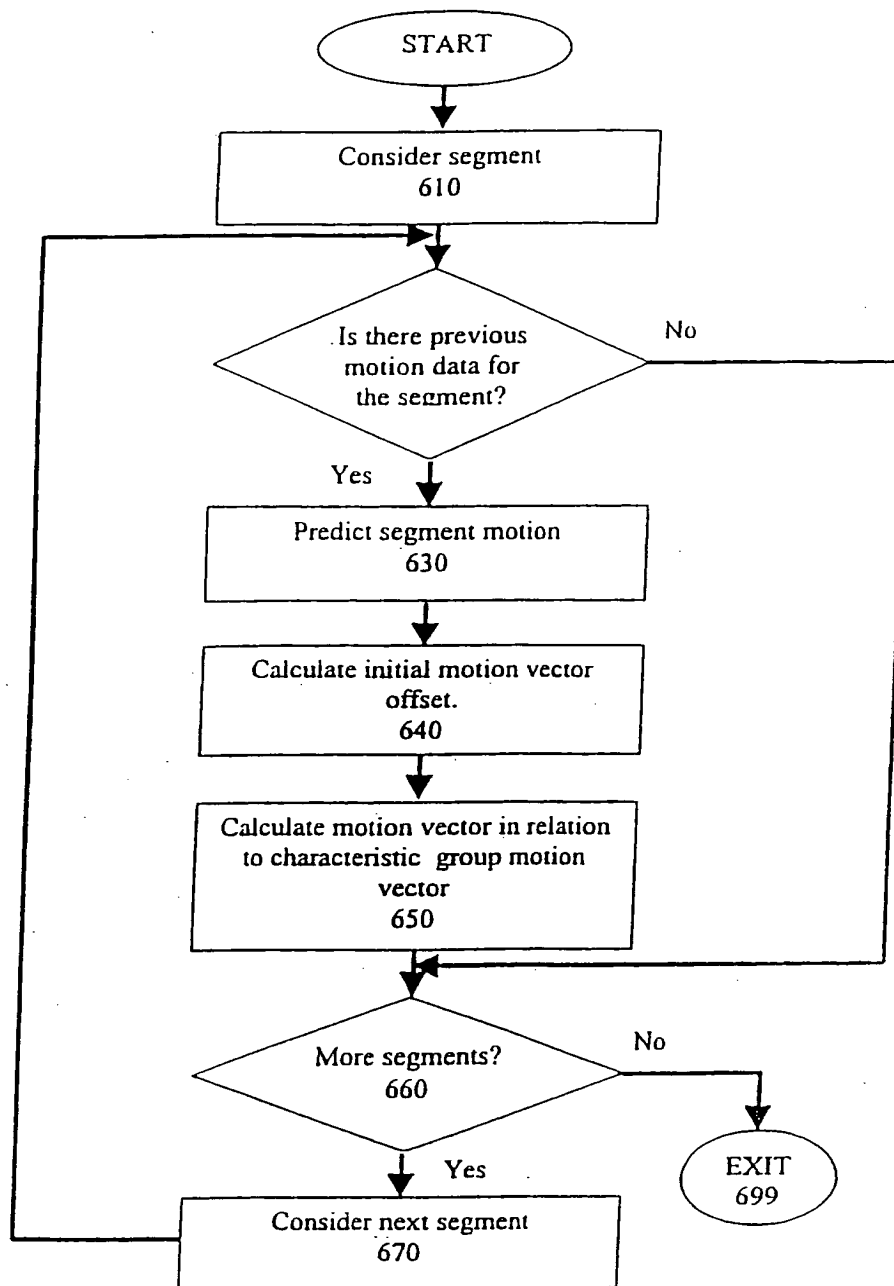 START
Consider segment
610
Is there previous
motion data for
the segment?
No
Yes
Predict segment motion
630
Calculate initial motion vector
offset.
640
Calculate motion vector in relation
to characteristic group motion
vector
650
More segments?
660
No
Yes
EXIT
699
Consider next segment
670